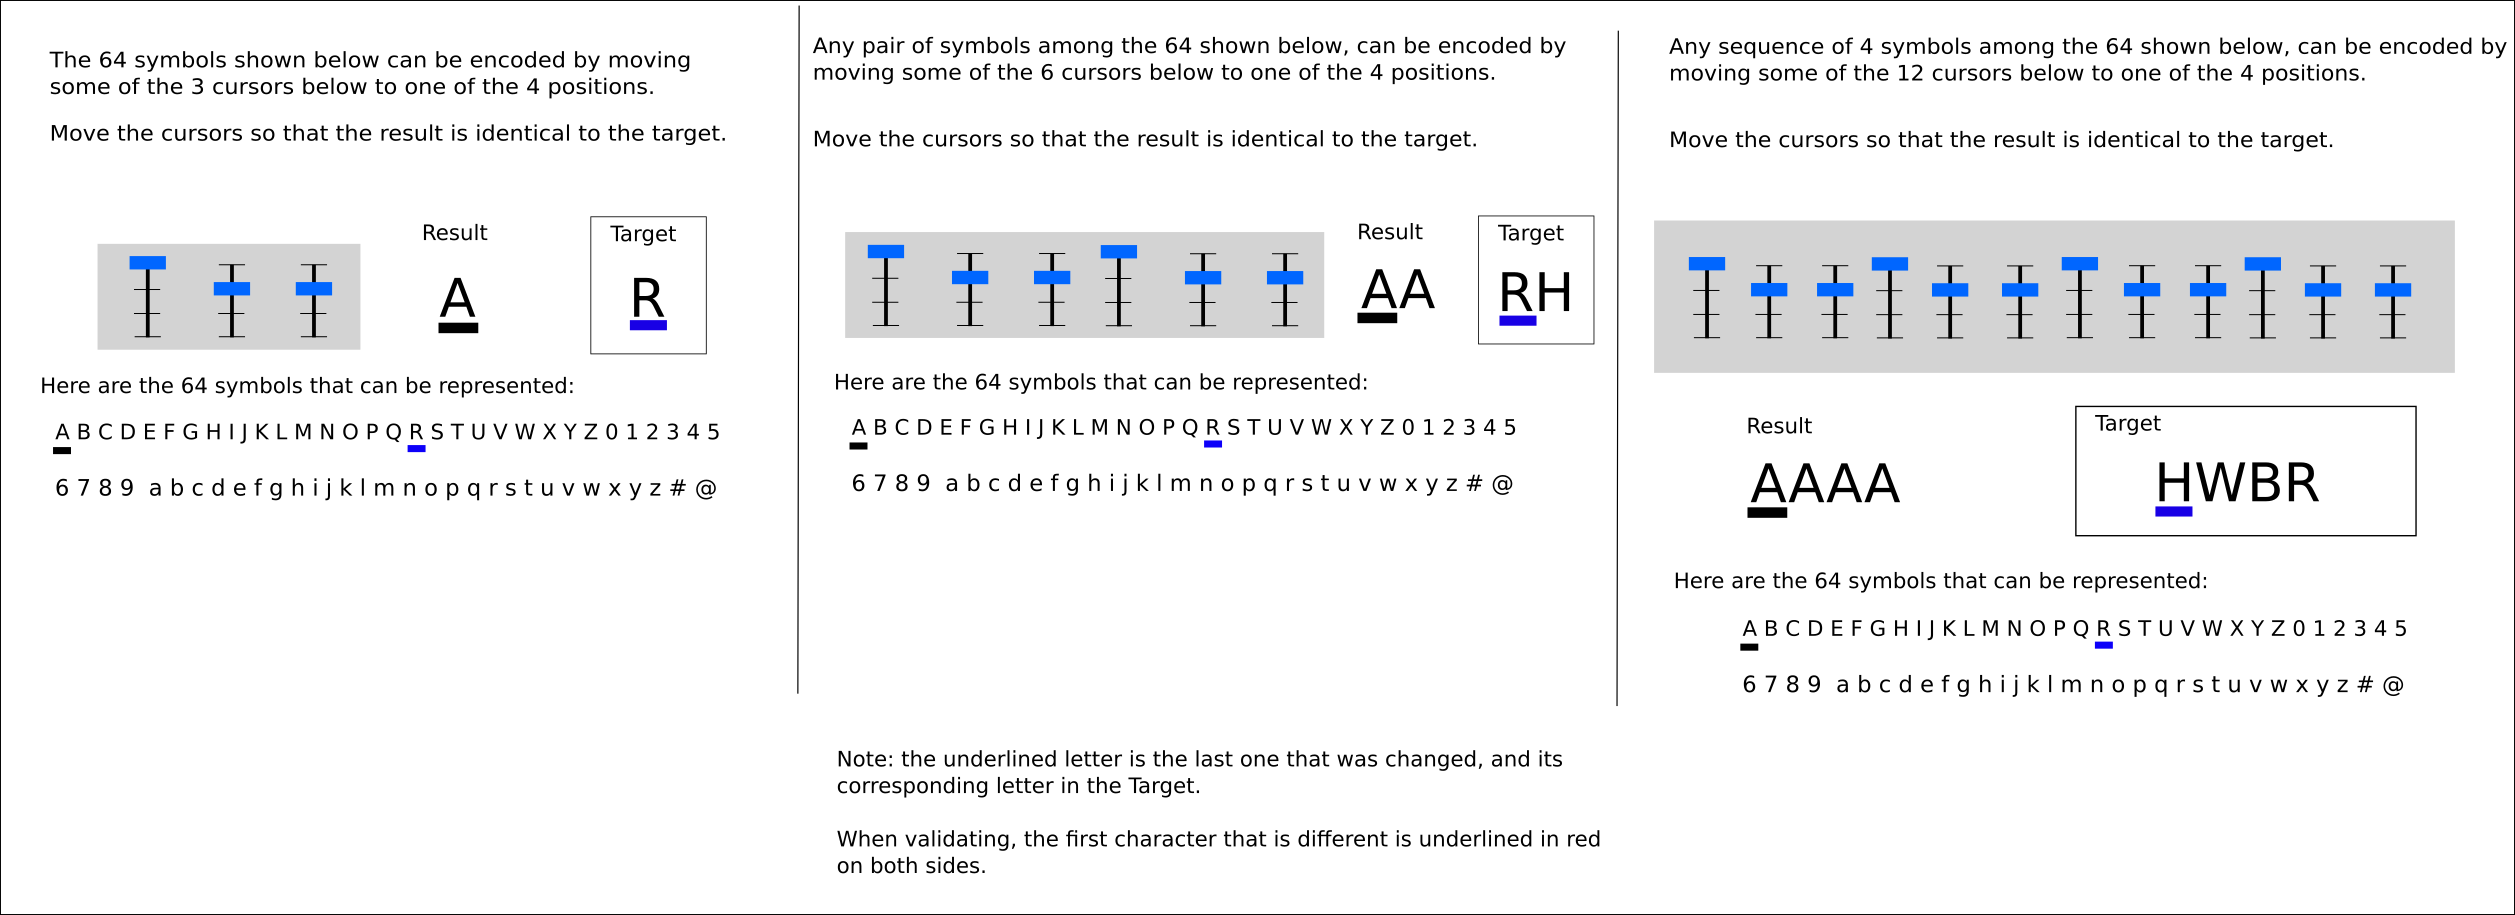 The 64 symbols shown below can be encoded by moving
some of the 3 cursors below to one of the 4 positions.
Move the cursors so that the result is identical to the target.
Result
Target
A
R
Here are the 64 symbols that can be represented:
A B C D E F G H I J K L M N O P Q R S T U V W X Y Z 0 1 2 3 4 5
6 7 8 9 a b c d e f g h i j k l m n o p q r s t u v w x y z # @
Any pair of symbols among the 64 shown below, can be encoded by
moving some of the 6 cursors below to one of the 4 positions.
Move the cursors so that the result is identical to the target.
Result
Target
AA
RH
Here are the 64 symbols that can be represented:
A B C D E F G H I J K L M N O P Q R S T U V W X Y Z 0 1 2 3 4 5
6 7 8 9 a b c d e f g h i j k l m n o p q r s t u v w x y z # @
Note: the underlined letter is the last one that was changed, and its
corresponding letter in the Target.
When validating, the first character that is different is underlined in red
on both sides.
Any sequence of 4 symbols among the 64 shown below, can be encoded by
moving some of the 12 cursors below to one of the 4 positions.
Move the cursors so that the result is identical to the target.
Result
Target
AAAA
HWBR
Here are the 64 symbols that can be represented:
A B C D E F G H I J K L M N O P Q R S T U V W X Y Z 0 1 2 3 4 5
6 7 8 9 a b c d e f g h i j k l m n o p q r s t u v w x y z # @